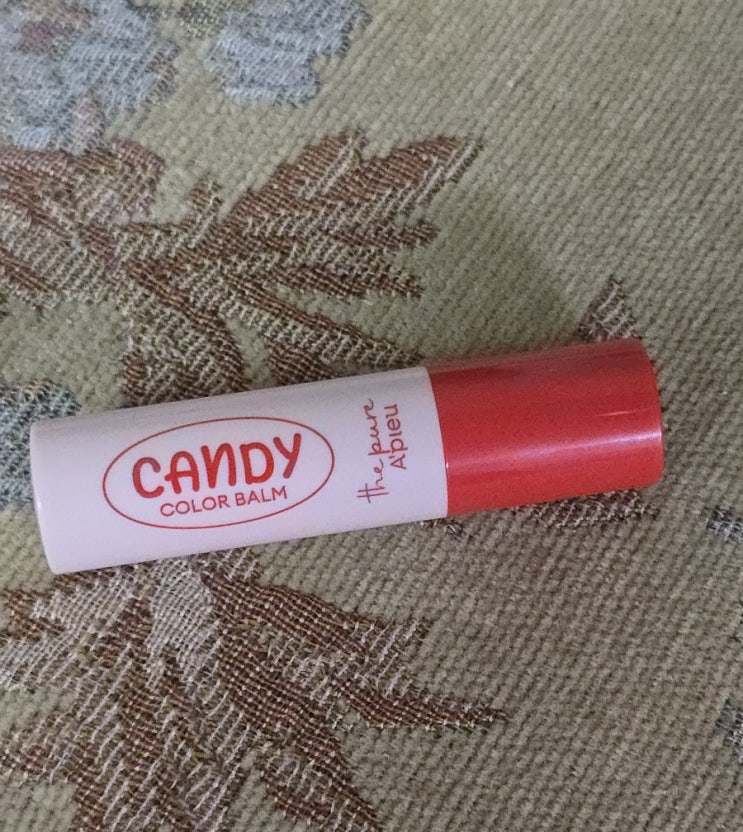 CANDY
COLOR BALM
the pure
A'pieu